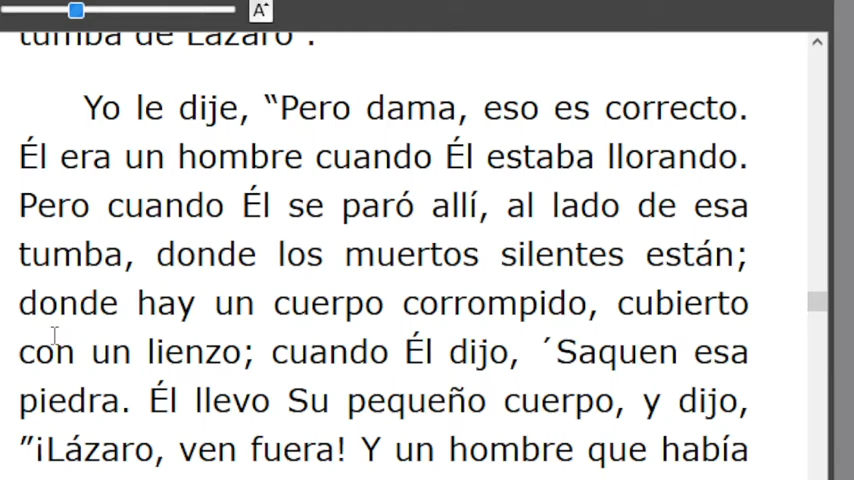 A
tumba de Lázaro".
Yo le dije, “Pero dama, eso es correcto.
Él era un hombre cuando Él estaba llorando.
Pero cuando Él se paró allí, al lado de esa
tumba, donde los muertos silentes están;
donde hay un cuerpo corrompido, cubierto
con un lienzo; cuando Él dijo, ´Saquen esa
piedra. Él llevo Su pequeño cuerpo, y dijo,
”¡Lázaro, ven fuera! Y un hombre que había